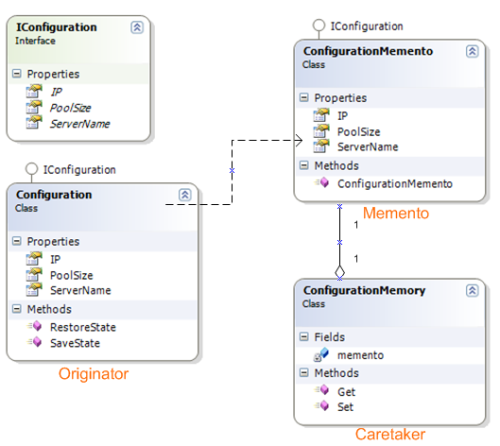 IConfiguration
Interface
Properties
IP
PoolSize
ServerName
IConfiguration
ConfigurationMemento
Class
Properties
IP
PoolSize
ServerName
Methods
ConfigurationMemento
Memento
IConfiguration
Configuration
Class
Properties
IP
PoolSize
ServerName
Methods
RestoreState
SaveState
Originator
1
1
ConfigurationMemory
Class
Fields
memento
Methods
Get
Set
Caretaker